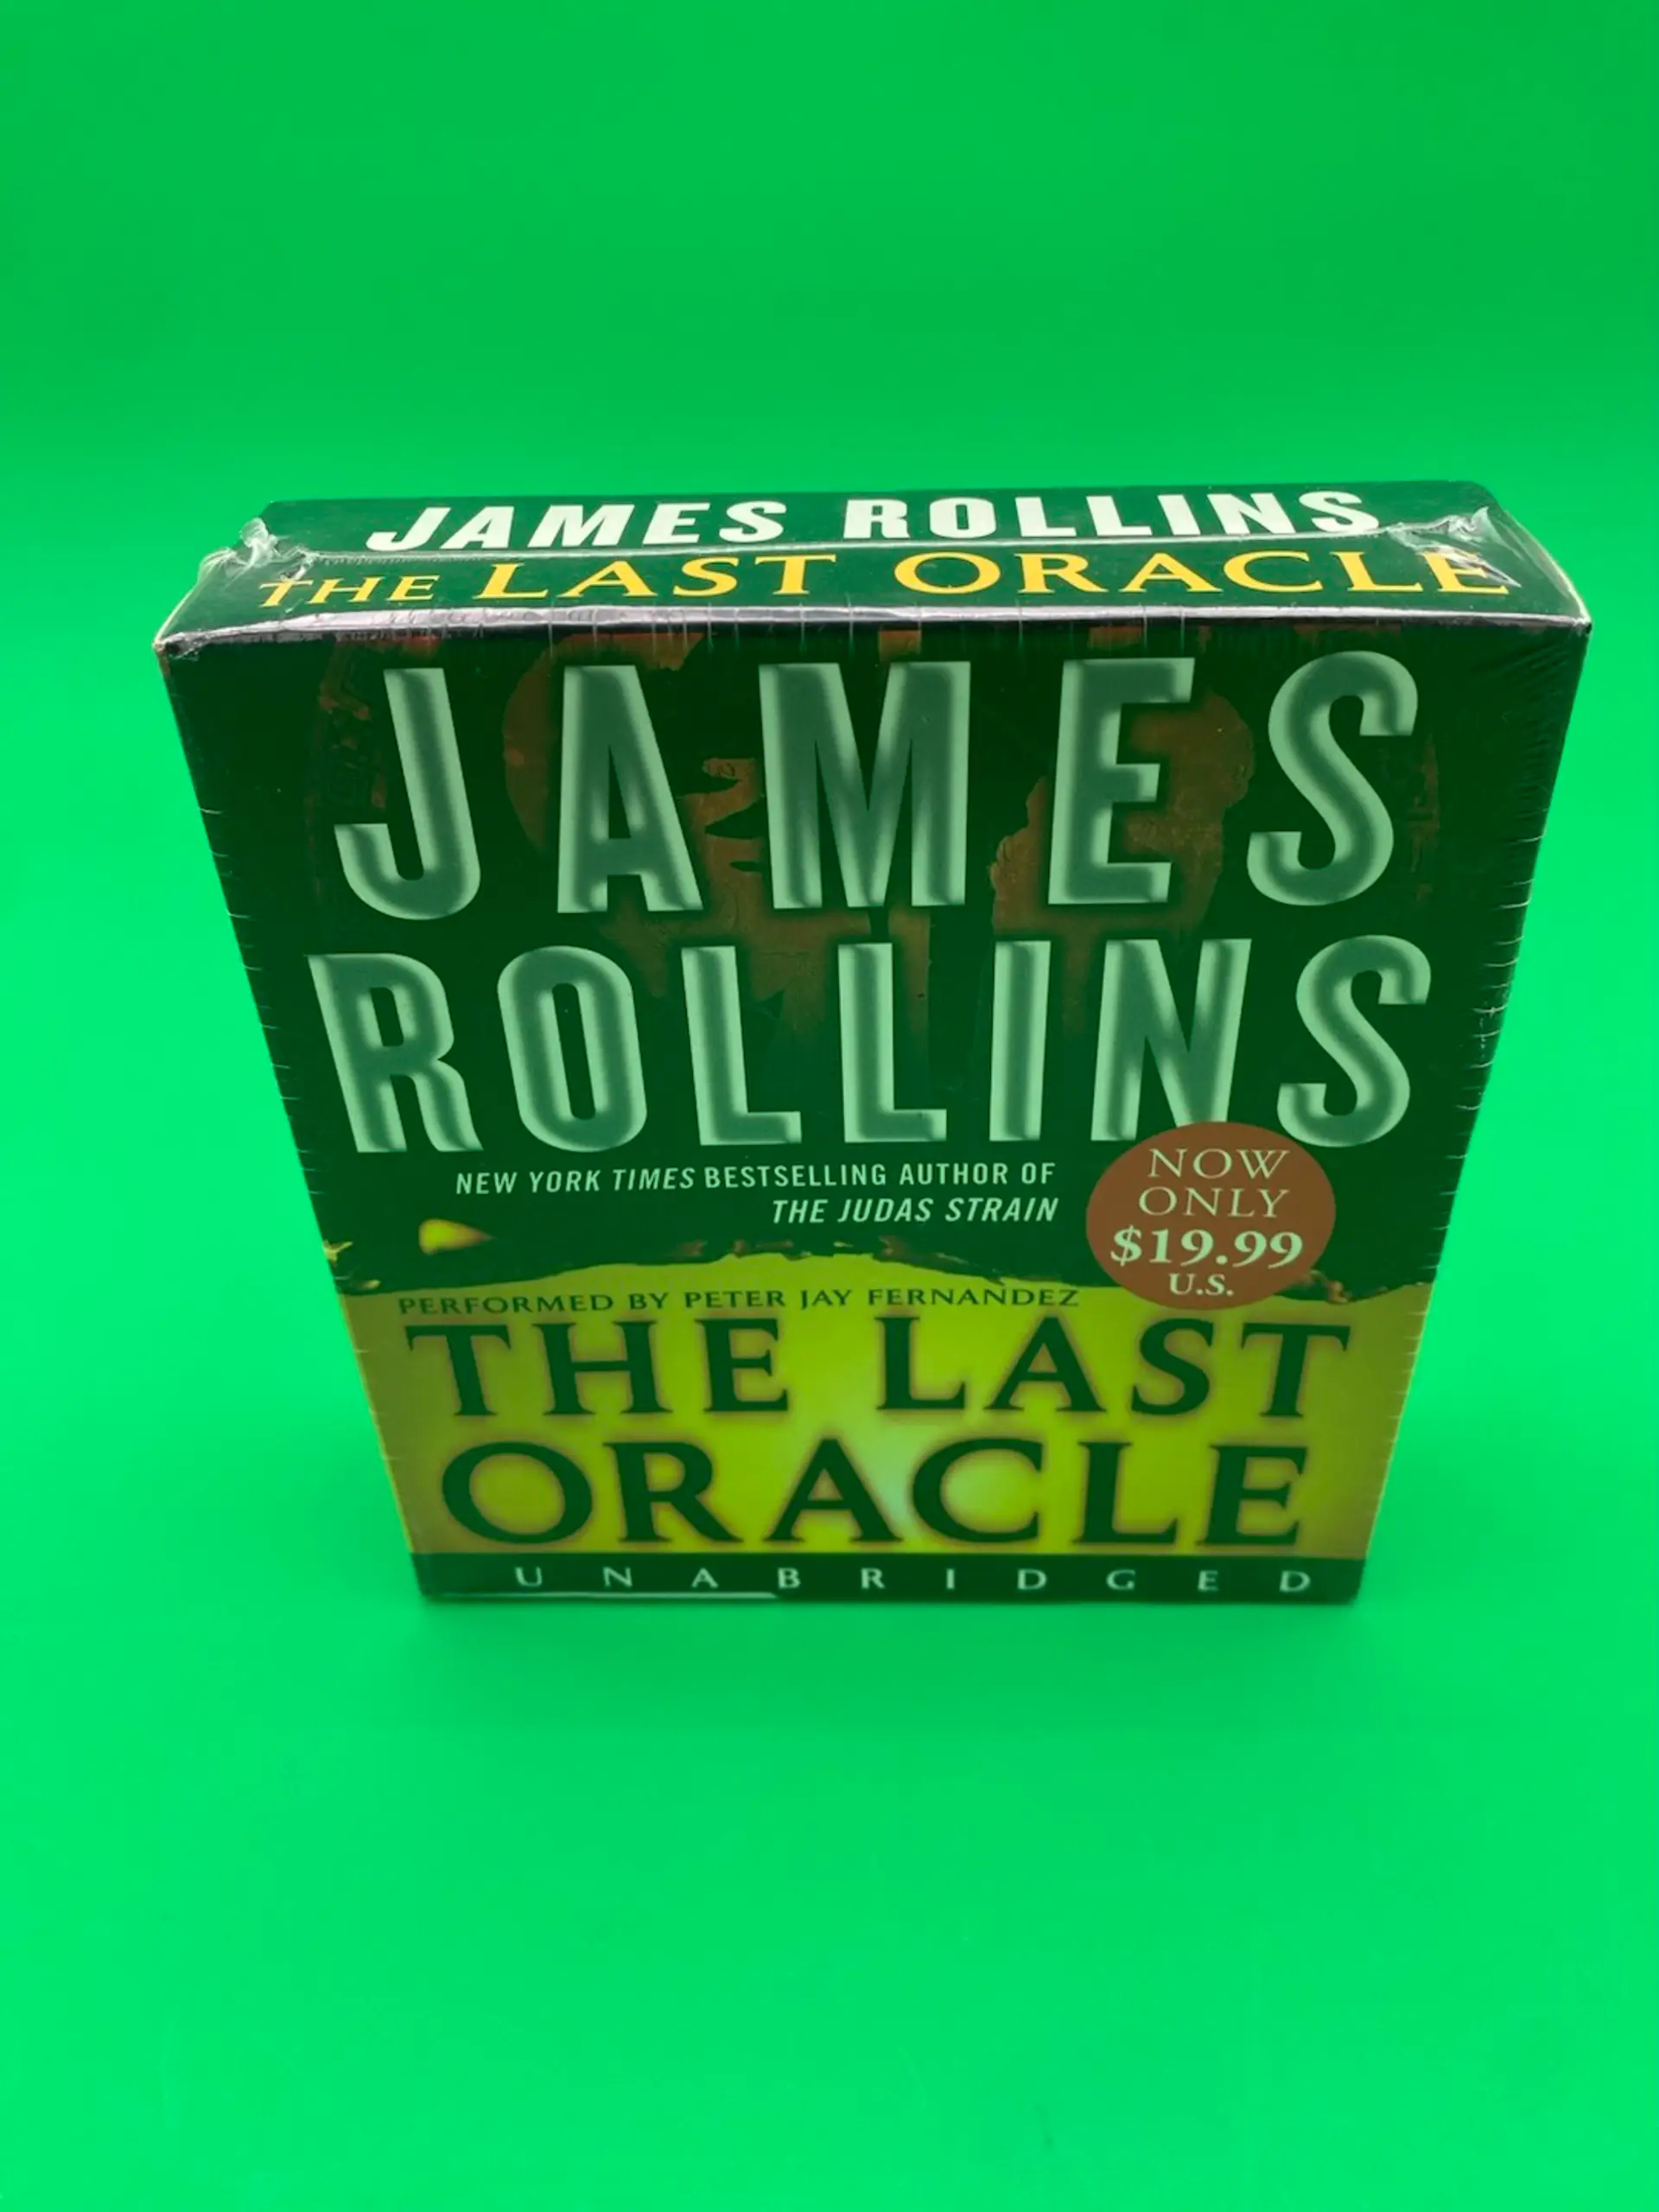 JAMES ROLLINS
THE LAST ORACLE
JAMES
ROLLINS
NEW YORK TIMES BESTSELLING AUTHOR OF
THE JUDAS STRAIN
NOW
ONLY
$19.99
U.S.
PERFORMED BY PETER JAY FERNANDEZ
THE LAST
ORACLE
UNABRIDGED